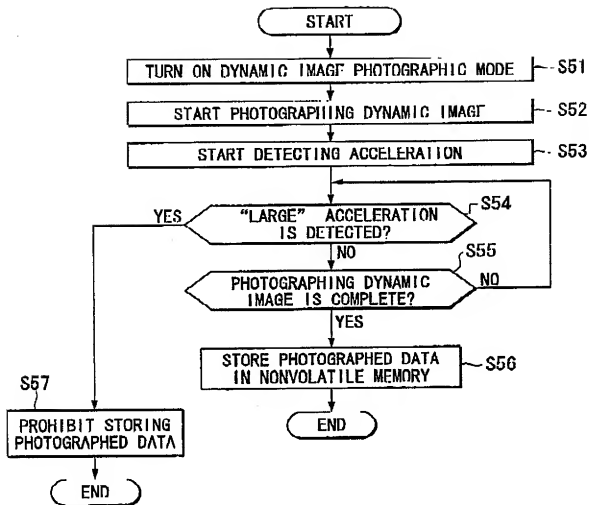 START
TURN ON DYNAMIC IMAGE PHOTOGRAPHIC MODE
S51
START PHOTOGRAPHING DYNAMIC IMAGE
S52
START DETECTING ACCELERATION
S53
"LARGE" ACCELERATION
IS DETECTED?
S54
YES
NO
PHOTOGRAPHING DYNAMIC
IMAGE IS COMPLETE?
S55
NO
YES
STORE PHOTOGRAPHED DATA
IN NONVOLATILE MEMORY
S56
END
S57
PROHIBIT STORING
PHOTOGRAPHED DATA
END